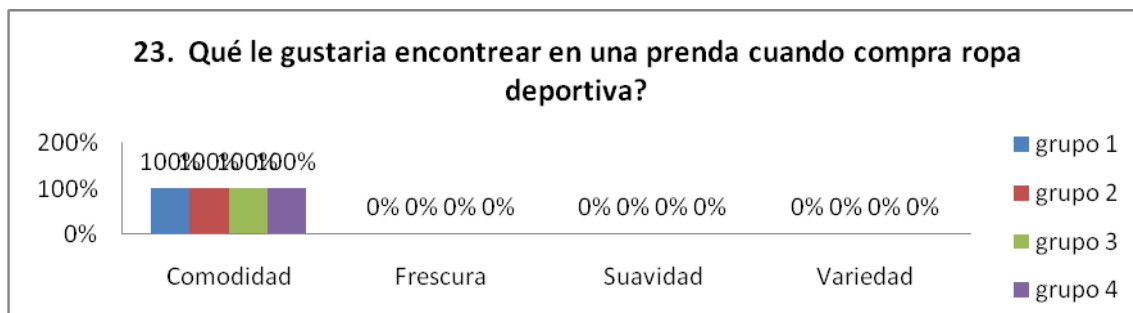 23. Qué le gustaria encontrear en una prenda cuando compra ropa
deportiva?
200%
100%
0%
100% 100% 100% 100%
0% 0% 0% 0%
0% 0% 0% 0%
0% 0% 0% 0%
Comodidad
Frescura
Suavidad
Variedad
grupo 1
grupo 2
grupo 3
grupo 4